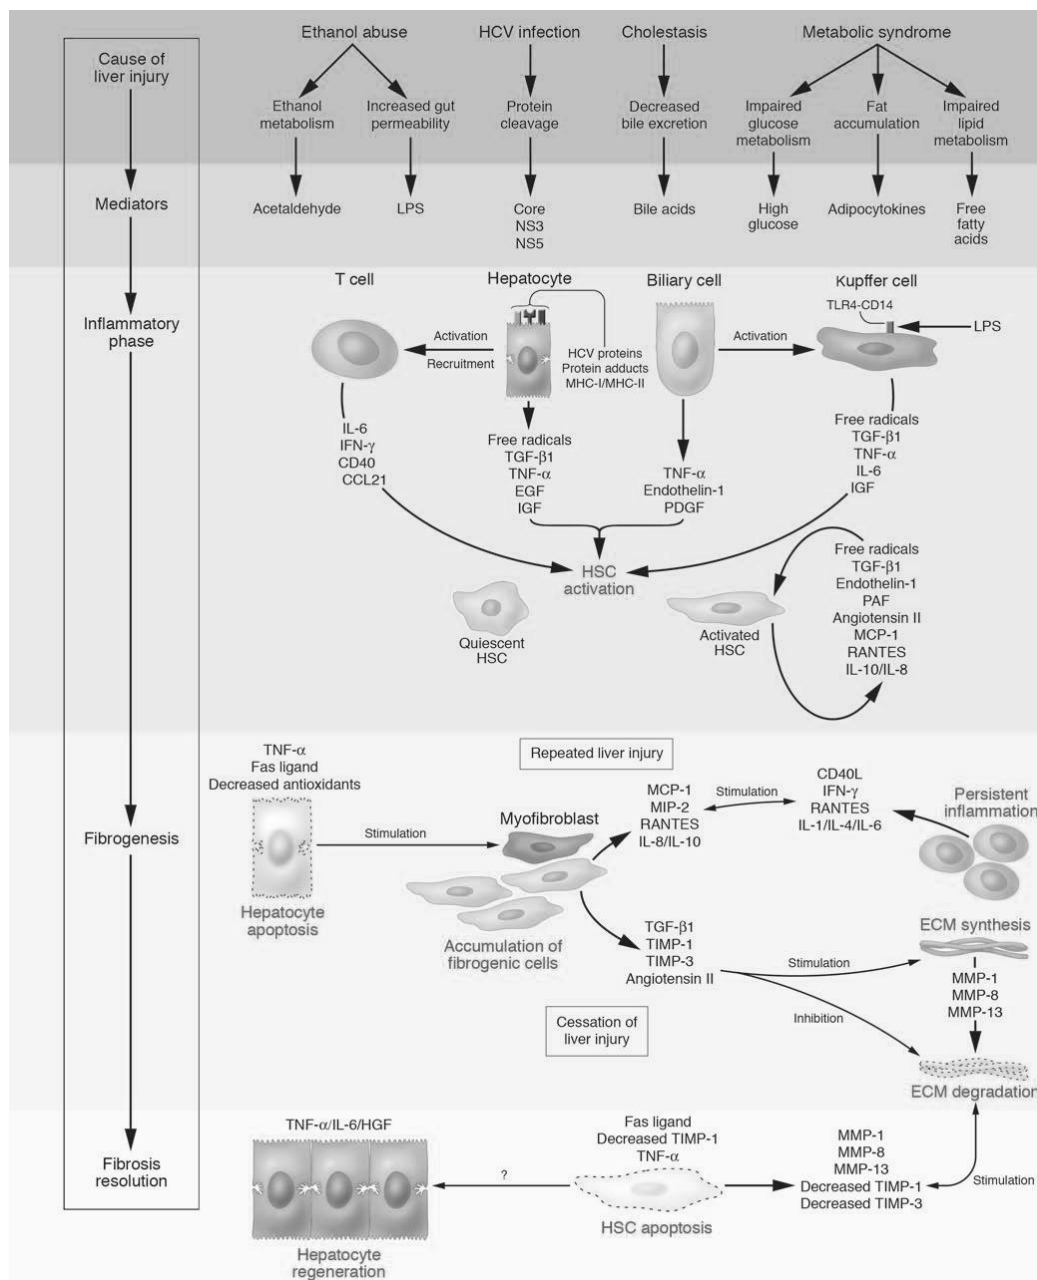 Cause of
liver injury
Mediators
Inflammatory
phase
Fibrogenesis
Fibrosis
resolution
Ethanol abuse
HCV infection
Cholestasis
Metabolic syndrome
Ethanol
metabolism
Increased gut
permeability
Protein
cleavage
Decreased
bile excretion
Impaired
glucose
metabolism
Fat
accumulation
Impaired
lipid
metabolism
Acetaldehyde
LPS
Core
NS3
NS5
Bile acids
High
glucose
Adipocytokines
Free
fatty
acids
T cell
Hepatocyte
Biliary cell
Kupffer cell
TLR4-CD14
LPS
Activation
Recruitment
HCV proteins
Protein adducts
MHC-I/MHC-II
Activation
IL-6
IFN-γ
CD40
CCL21
Free radicals
TGF-β1
TNF-α
EGF
IGF
TNF-α
Endothelin-1
PDGF
Free radicals
TGF-β1
TNF-α
IL-6
IGF
HSC
activation
Quiescent
HSC
Activated
HSC
Free radicals
TGF-β1
Endothelin-1
PAF
Angiotensin II
MCP-1
RANTES
IL-10/IL-8
Repeated liver injury
TNF-α
Fas ligand
Decreased antioxidants
Stimulation
Hepatocyte
apoptosis
Myofibroblast
Accumulation of
fibrogenic cells
MCP-1
MIP-2
RANTES
IL-8/IL-10
Stimulation
CD40L
IFN-γ
RANTES
IL-1/IL-4/IL-6
Persistent
inflammation
TGF-β1
TIMP-1
TIMP-3
Angiotensin II
Stimulation
Inhibition
ECM synthesis
MMP-1
MMP-8
MMP-13
ECM degradation
Cessation of
liver injury
TNF-α/IL-6/HGF
Hepatocyte
regeneration
?
Fas ligand
Decreased TIMP-1
TNF-α
HSC apoptosis
MMP-1
MMP-8
MMP-13
Decreased TIMP-1
Decreased TIMP-3
Stimulation